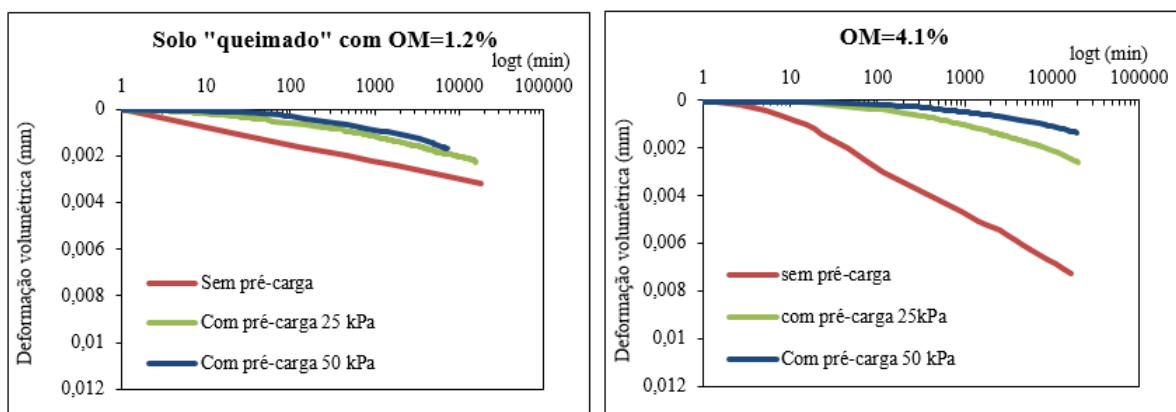 Solo "queimado" com OM=1.2%
logt (min)
1 10 100 1000 10000 100000
0
0,002
0,004
0,006
0,008
0,01
0,012
Deformação volumétrica (mm)
Sem pré-carga
Com pré-carga 25 kPa
Com pré-carga 50 kPa
OM=4.1%
logt (min)
1 10 100 1000 10000 100000
0
0,002
0,004
0,006
0,008
0,01
0,012
Deformação volumétrica (mm)
sem pré-carga
com pré-carga 25kPa
Com pré-carga 50 kPa